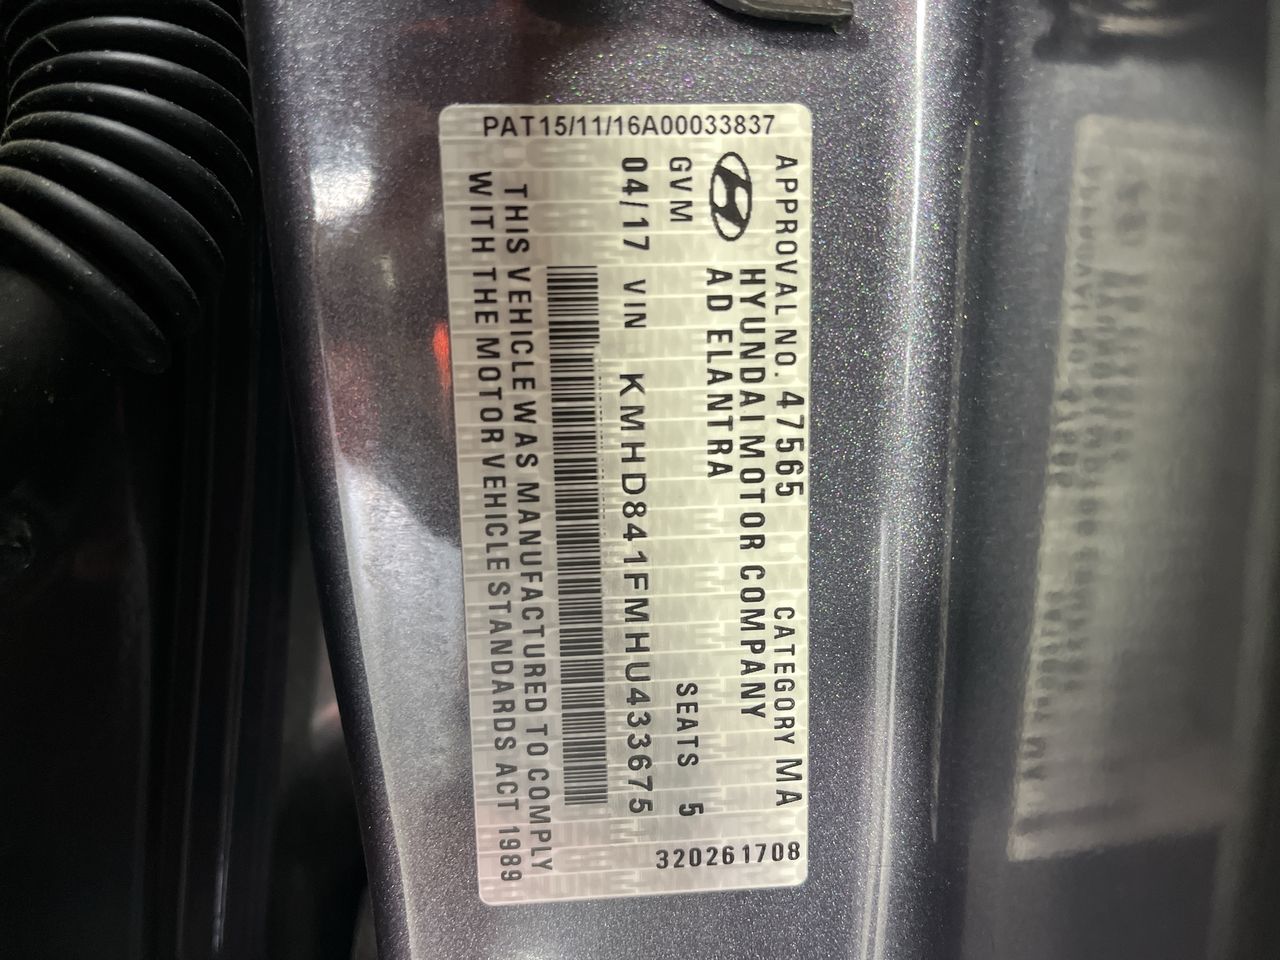 PAT15/11/16A00033837
APPROVAL NO. 47565 CATEGORY MA
HYUNDAI MOTOR COMPANY
AD ELANTRA
GVM SEATS 5
04/17 VIN KMHD841FMHU433675
THIS VEHICLE WAS MANUFACTURED TO COMPLY
WITH THE MOTOR VEHICLE STANDARDS ACT 1989
320261708